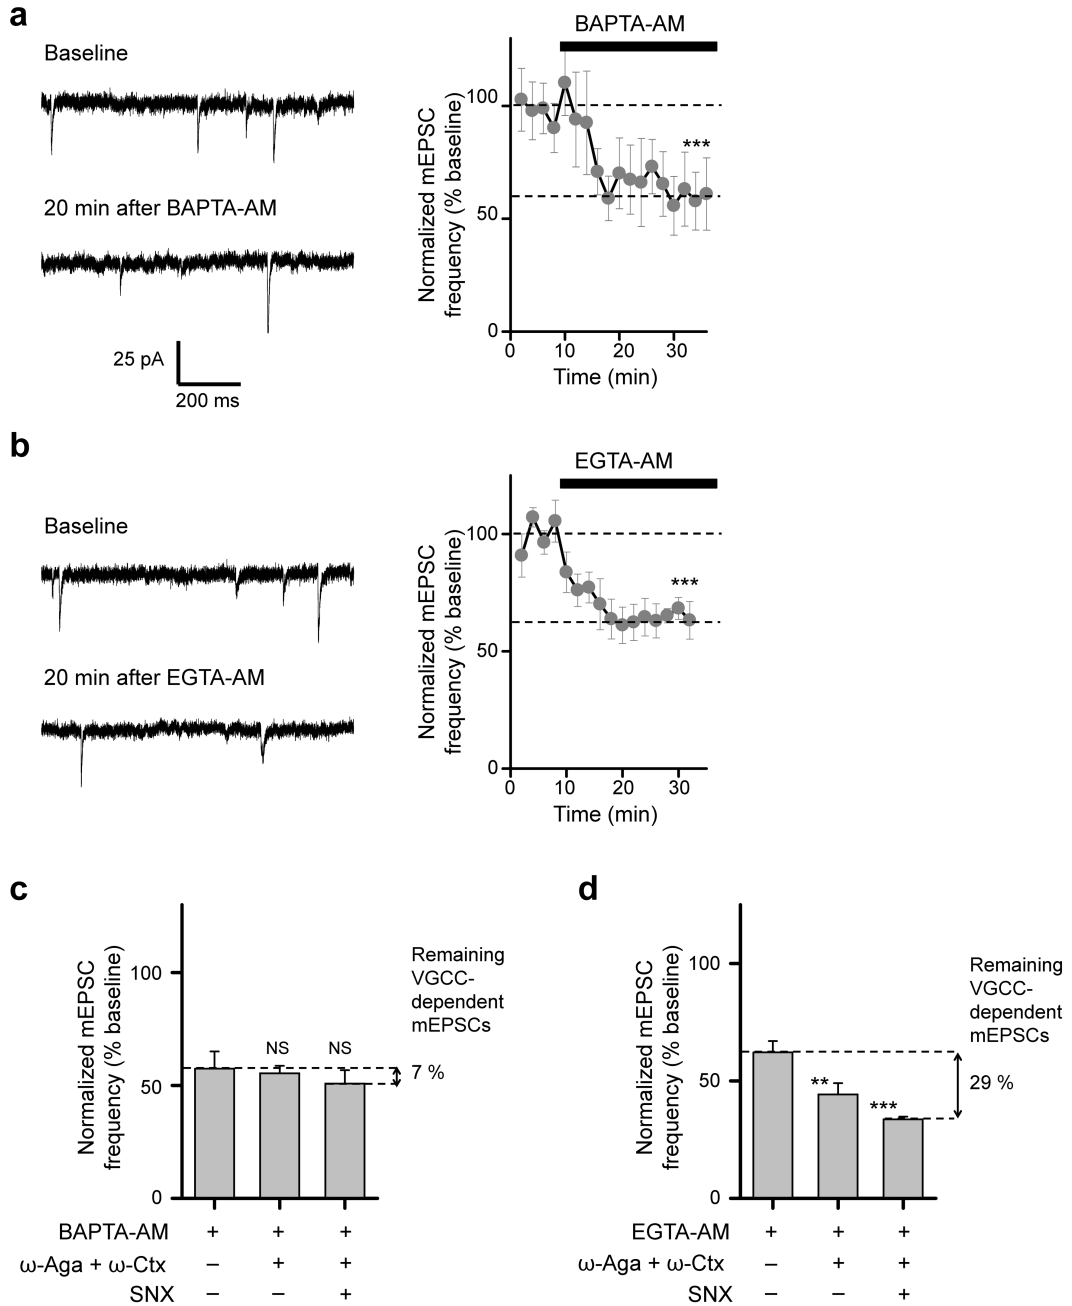 a
Baseline
20 min after BAPTA-AM
25 pA
200 ms
BAPTA-AM
Normalized mEPSC
frequency (% baseline)
100
50
0
***
0 10 20 30
Time (min)
b
Baseline
20 min after EGTA-AM
EGTA-AM
Normalized mEPSC
frequency (% baseline)
100
50
0
***
0 10 20 30
Time (min)
c
Normalized mEPSC
frequency (% baseline)
100
50
0
NS NS
Remaining
VGCC-
dependent
mEPSCs
7 %
BAPTA-AM + + +
ω-Aga + ω-Ctx – + +
SNX – – +
d
Normalized mEPSC
frequency (% baseline)
100
50
0
** ***
Remaining
VGCC-
dependent
mEPSCs
29 %
EGTA-AM + + +
ω-Aga + ω-Ctx – + +
SNX – – +